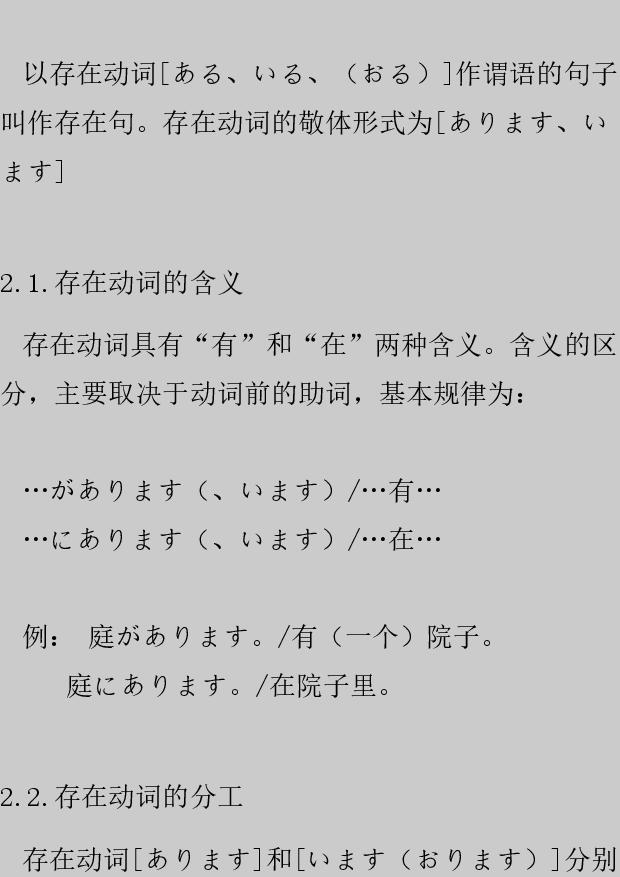 以存在动词[ある、いる、（おる）]作谓语的句子
叫作存在句。存在动词的敬体形式为[あります、い
ます]
2.1.存在动词的含义
存在动词具有“有”和“在”两种含义。含义的区
分，主要取决于动词前的助词，基本规律为：
…があります（、います）/…有…
…にあります（、います）/…在…
例： 庭があります。/有（一个）院子。
庭にあります。/在院子里。
2.2.存在动词的分工
存在动词[あります]和[います（おります）]分别